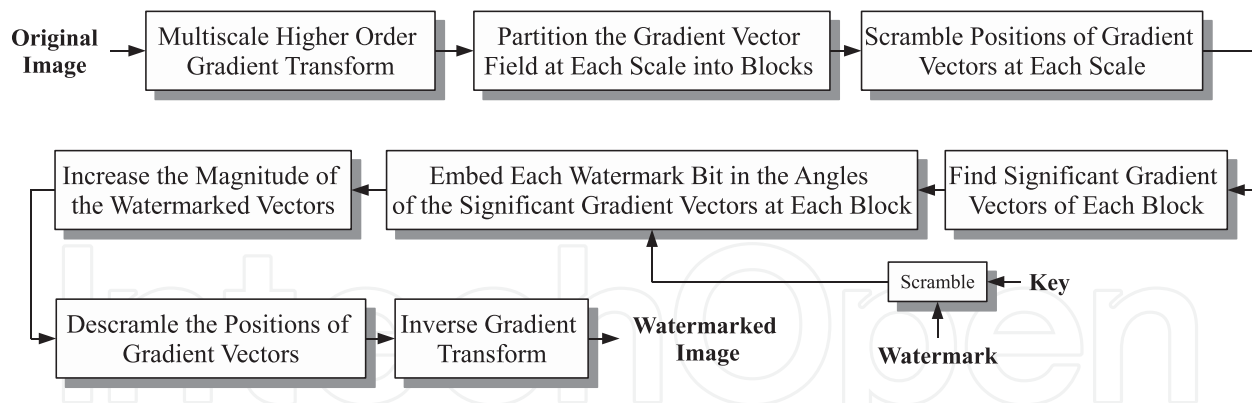 Original
Image
Multiscale Higher Order
Gradient Transform
Partition the Gradient Vector
Field at Each Scale into Blocks
Scramble Positions of Gradient
Vectors at Each Scale
Find Significant Gradient
Vectors of Each Block
Embed Each Watermark Bit in the Angles
of the Significant Gradient Vectors at Each Block
Increase the Magnitude of
the Watermarked Vectors
Scramble
Key
Watermark
Descramle the Positions of
Gradient Vectors
Inverse Gradient
Transform
Watermarked
Image
IntechOpen